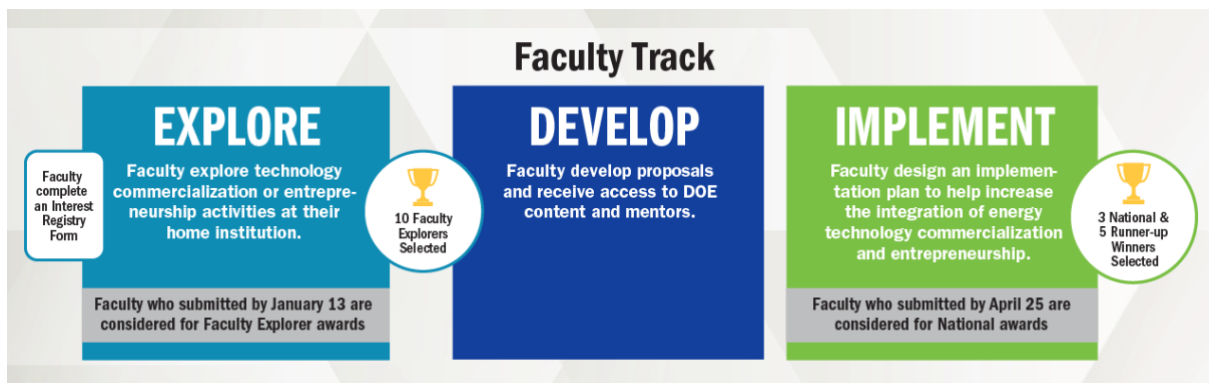 Faculty Track
Faculty
complete
an Interest
Registry
Form
EXPLORE
Faculty explore technology
commercialization or entrepre-
neurship activities at their
home institution.
Faculty who submitted by January 13 are
considered for Faculty Explorer awards
10 Faculty
Explorers
Selected
DEVELOP
Faculty develop proposals
and receive access to DOE
content and mentors.
IMPLEMENT
Faculty design an implemen-
tation plan to help increase
the integration of energy
technology commercialization
and entrepreneurship.
Faculty who submitted by April 25 are
considered for National awards
3 National &
5 Runner-up
Winners
Selected